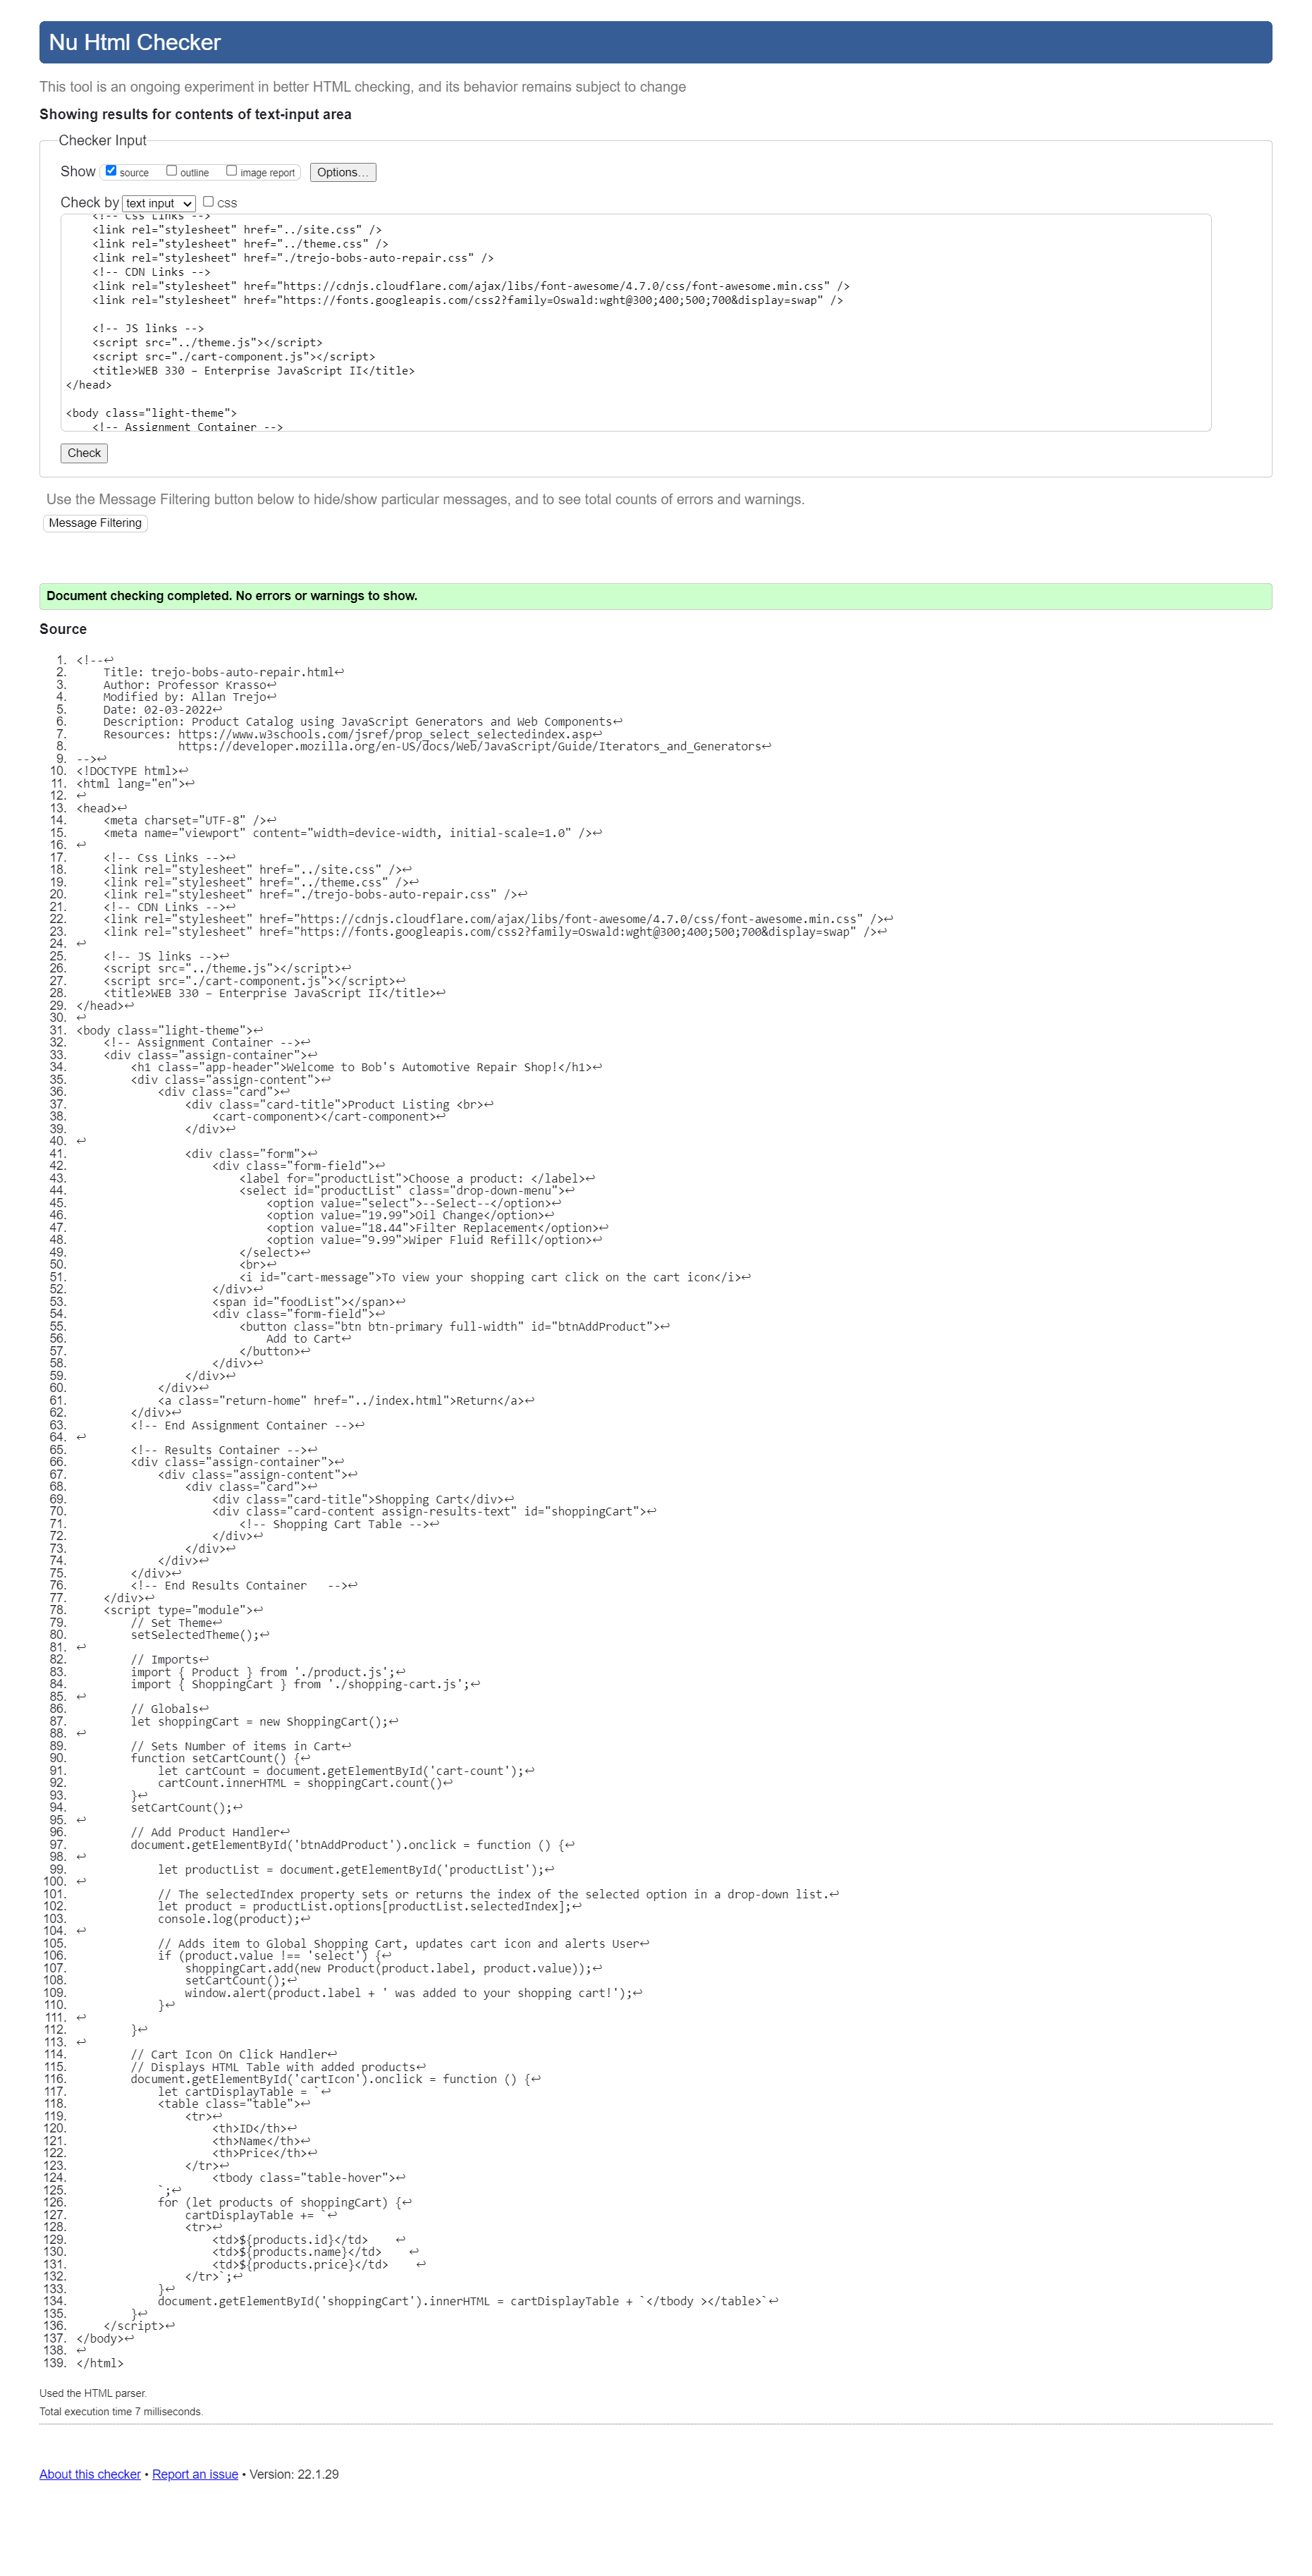 Nu Html Checker
This tool is an ongoing experiment in better HTML checking, and its behavior remains subject to change
Showing results for contents of text-input area
Checker Input
Show source outline image report Options...
Check by text input CSS
<!-- Css Links -->
<link rel="stylesheet" href="../site.css" />
<link rel="stylesheet" href="../theme.css" />
<link rel="stylesheet" href="./trejo-bobs-auto-repair.css" />
<!-- CDN Links -->
<link rel="stylesheet" href="https://cdnjs.cloudflare.com/ajax/libs/font-awesome/4.7.0/css/font-awesome.min.css" />
<link rel="stylesheet" href="https://fonts.googleapis.com/css2?family=Oswald:wght@300;400;500;700&display=swap" />
<!-- JS links -->
<script src="../theme.js"></script>
<script src="./cart-component.js"></script>
<title>WEB 330 – Enterprise JavaScript II</title>
</head>
<body class="light-theme">
<!-- Assignment Container -->
Check
Use the Message Filtering button below to hide/show particular messages, and to see total counts of errors and warnings.
Message Filtering
Document checking completed. No errors or warnings to show.
Source
1. <!--↩
2. Title: trejo-bobs-auto-repair.html↩
3. Author: Professor Krasso↩
4. Modified by: Allan Trejo↩
5. Date: 02-03-2022↩
6. Description: Product Catalog using JavaScript Generators and Web Components↩
7. Resources: https://www.w3schools.com/jsref/prop_select_selectedindex.asp↩
8. https://developer.mozilla.org/en-US/docs/Web/JavaScript/Guide/Iterators_and_Generators↩
9. -->↩
10. <!DOCTYPE html>↩
11. <html lang="en">↩
12. ↩
13. <head>↩
14. <meta charset="UTF-8" />↩
15. <meta name="viewport" content="width=device-width, initial-scale=1.0" />↩
16. ↩
17. <!-- Css Links -->↩
18. <link rel="stylesheet" href="../site.css" />↩
19. <link rel="stylesheet" href="../theme.css" />↩
20. <link rel="stylesheet" href="./trejo-bobs-auto-repair.css" />↩
21. <!-- CDN Links -->↩
22. <link rel="stylesheet" href="https://cdnjs.cloudflare.com/ajax/libs/font-awesome/4.7.0/css/font-awesome.min.css" />↩
23. <link rel="stylesheet" href="https://fonts.googleapis.com/css2?family=Oswald:wght@300;400;500;700&display=swap" />↩
24. ↩
25. <!-- JS links -->↩
26. <script src="../theme.js"></script>↩
27. <script src="./cart-component.js"></script>↩
28. <title>WEB 330 – Enterprise JavaScript II</title>↩
29. </head>↩
30. ↩
31. <body class="light-theme">↩
32. <!-- Assignment Container -->↩
33. <div class="assign-container">↩
34. <h1 class="app-header">Welcome to Bob's Automotive Repair Shop!</h1>↩
35. <div class="assign-content">↩
36. <div class="card">↩
37. <div class="card-title">Product Listing <br>↩
38. <cart-component></cart-component>↩
39. </div>↩
40. ↩
41. <div class="form">↩
42. <div class="form-field">↩
43. <label for="productList">Choose a product: </label>↩
44. <select id="productList" class="drop-down-menu">↩
45. <option value="select">--Select--</option>↩
46. <option value="19.99">Oil Change</option>↩
47. <option value="18.44">Filter Replacement</option>↩
48. <option value="9.99">Wiper Fluid Refill</option>↩
49. </select>↩
50. <br>↩
51. <i id="cart-message">To view your shopping cart click on the cart icon</i>↩
52. </div>↩
53. <span id="foodList"></span>↩
54. <div class="form-field">↩
55. <button class="btn btn-primary full-width" id="btnAddProduct">↩
56. Add to Cart↩
57. </button>↩
58. </div>↩
59. </div>↩
60. </div>↩
61. <a class="return-home" href="../index.html">Return</a>↩
62. </div>↩
63. <!-- End Assignment Container -->↩
64. ↩
65. <!-- Results Container -->↩
66. <div class="assign-container">↩
67. <div class="assign-content">↩
68. <div class="card">↩
69. <div class="card-title">Shopping Cart</div>↩
70. <div class="card-content assign-results-text" id="shoppingCart">↩
71. <!-- Shopping Cart Table -->↩
72. </div>↩
73. </div>↩
74. </div>↩
75. </div>↩
76. <!-- End Results Container -->↩
77. </div>↩
78. <script type="module">↩
79. // Set Theme↩
80. setSelectedTheme();↩
81. ↩
82. // Imports↩
83. import { Product } from './product.js';↩
84. import { ShoppingCart } from './shopping-cart.js';↩
85. ↩
86. // Globals↩
87. let shoppingCart = new ShoppingCart();↩
88. ↩
89. // Sets Number of items in Cart↩
90. function setCartCount() {↩
91. let cartCount = document.getElementById('cart-count');↩
92. cartCount.innerHTML = shoppingCart.count()↩
93. }↩
94. setCartCount();↩
95. ↩
96. // Add Product Handler↩
97. document.getElementById('btnAddProduct').onclick = function () {↩
98. ↩
99. let productList = document.getElementById('productList');↩
100. ↩
101. // The selectedIndex property sets or returns the index of the selected option in a drop-down list.↩
102. let product = productList.options[productList.selectedIndex];↩
103. console.log(product);↩
104. ↩
105. // Adds item to Global Shopping Cart, updates cart icon and alerts User↩
106. if (product.value !== 'select') {↩
107. shoppingCart.add(new Product(product.label, product.value));↩
108. setCartCount();↩
109. window.alert(product.label + ' was added to your shopping cart!');↩
110. }↩
111. ↩
112. }↩
113. ↩
114. // Cart Icon On Click Handler↩
115. // Displays HTML Table with added products↩
116. document.getElementById('cartIcon').onclick = function () {↩
117. let cartDisplayTable = `↩
118. <table class="table">↩
119. <tr>↩
120. <th>ID</th>↩
121. <th>Name</th>↩
122. <th>Price</th>↩
123. </tr>↩
124. <tbody class="table-hover">↩
125. `;↩
126. for (let products of shoppingCart) {↩
127. cartDisplayTable += `↩
128. <tr>↩
129. <td>${products.id}</td> ↩
130. <td>${products.name}</td> ↩
131. <td>${products.price}</td> ↩
132. </tr>`;↩
133. }↩
134. document.getElementById('shoppingCart').innerHTML = cartDisplayTable + `</tbody ></table>`↩
135. }↩
136. </script>↩
137. </body>↩
138. ↩
139. </html>
Used the HTML parser.
Total execution time 7 milliseconds.
About this checker • Report an issue • Version: 22.1.29